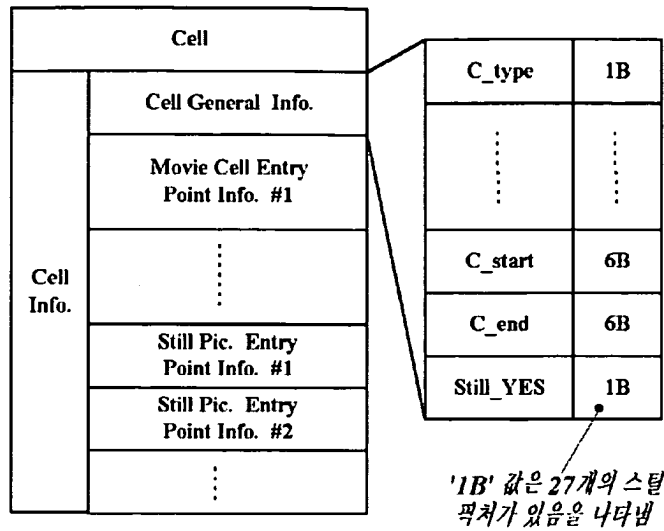 Cell
Cell Info.
Cell General Info.
Movie Cell Entry
Point Info. #1
Still Pic. Entry
Point Info. #1
Still Pic. Entry
Point Info. #2
C_type 1B
C_start 6B
C_end 6B
Still_YES 1B
'1B' 값은 27개의 스틸
픽처가 있음을 나타냄